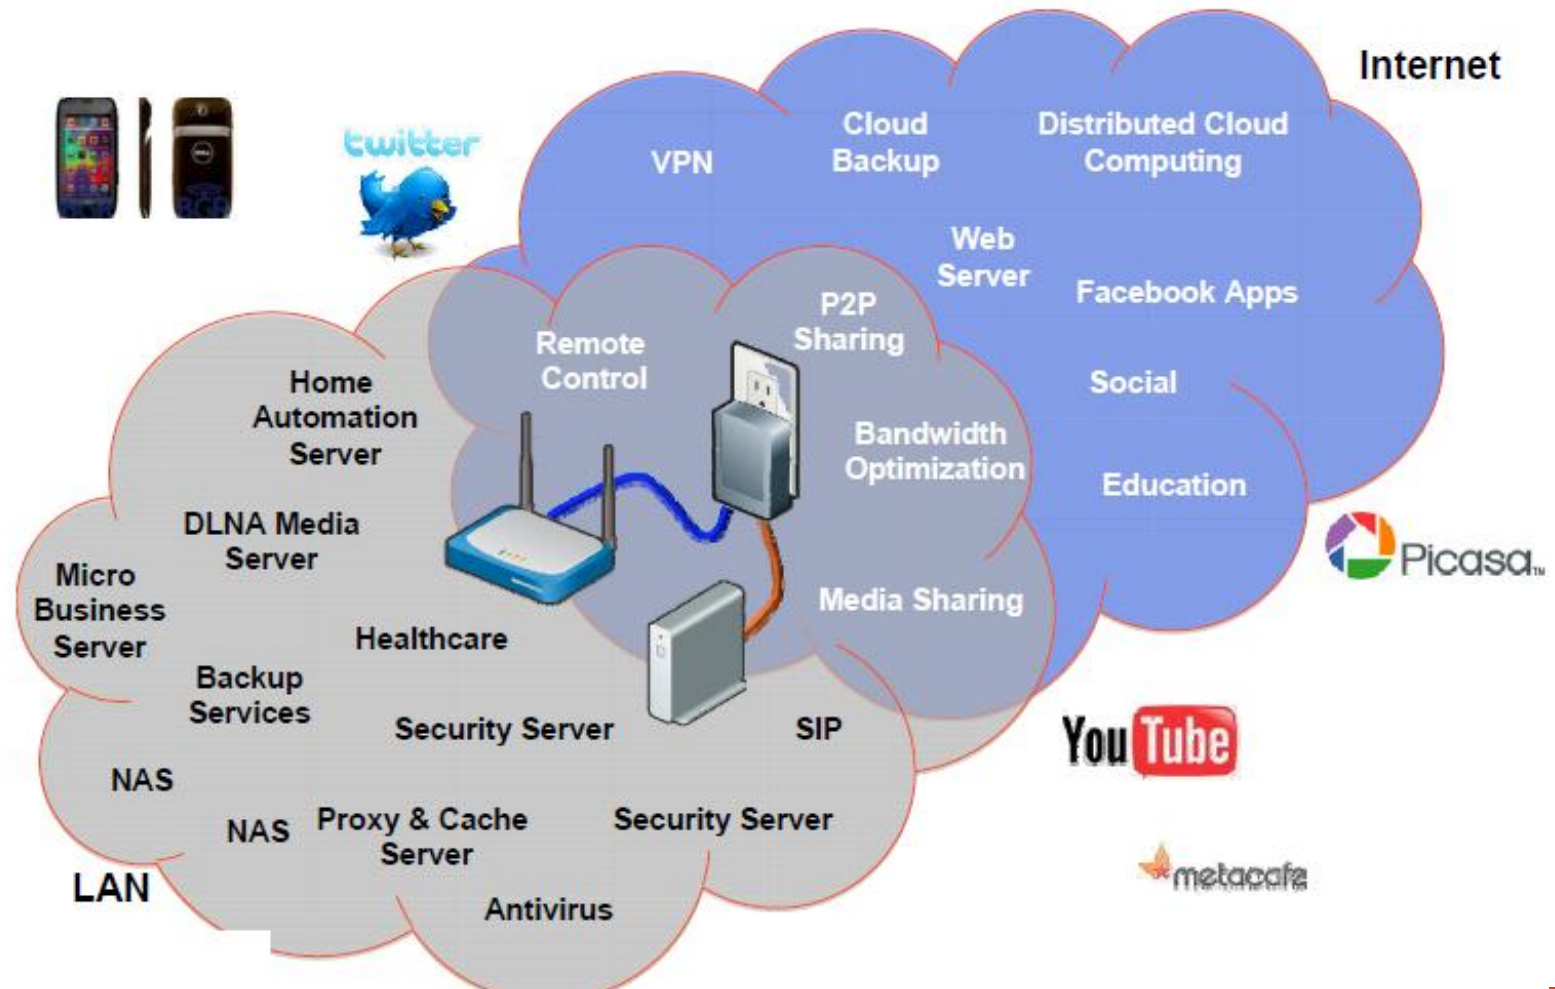 Internet
twitter
VPN
Cloud
Backup
Distributed Cloud
Computing
Web
Server
Facebook Apps
P2P
Sharing
Remote
Control
Social
Home
Automation
Server
Bandwidth
Optimization
Education
DLNA Media
Server
Picasa
TM
Micro
Business
Server
Media Sharing
Healthcare
Backup
Services
Security Server
SIP
YouTube
NAS
NAS
Proxy & Cache
Server
Security Server
metacafe
LAN
Antivirus